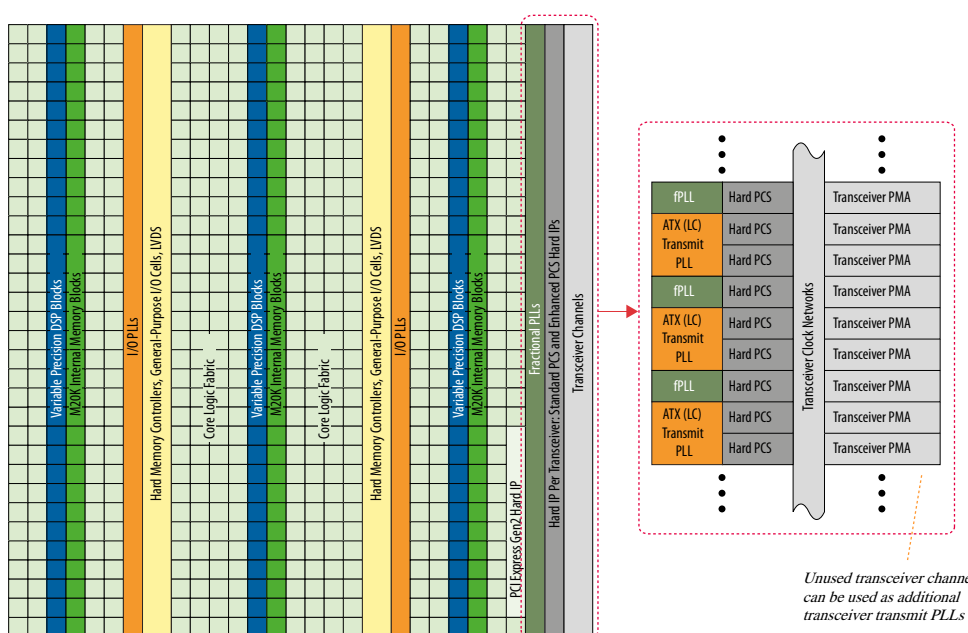 Variable Precision DSP Blocks
M20K Internal Memory Blocks
I/O PLLs
Hard Memory Controllers, General-Purpose I/O Cells, LVDS
Core Logic Fabric
Variable Precision DSP Blocks
M20K Internal Memory Blocks
Core Logic Fabric
Hard Memory Controllers, General-Purpose I/O Cells, LVDS
I/O PLLs
Variable Precision DSP Blocks
M20K Internal Memory Blocks
PCI Express Gen2 Hard IP
Fractional PLLs
Hard IP Per Transceiver: Standard PCS and Enhanced PCS Hard IPs
Transceiver Channels
fPLL
ATX (LC)
Transmit
PLL
fPLL
ATX (LC)
Transmit
PLL
fPLL
ATX (LC)
Transmit
PLL
Hard PCS
Hard PCS
Hard PCS
Hard PCS
Hard PCS
Hard PCS
Hard PCS
Hard PCS
Hard PCS
Transceiver Clock Networks
Transceiver PMA
Transceiver PMA
Transceiver PMA
Transceiver PMA
Transceiver PMA
Transceiver PMA
Transceiver PMA
Transceiver PMA
Transceiver PMA
Unused transceiver channe
can be used as additional
transceiver transmit PLLs